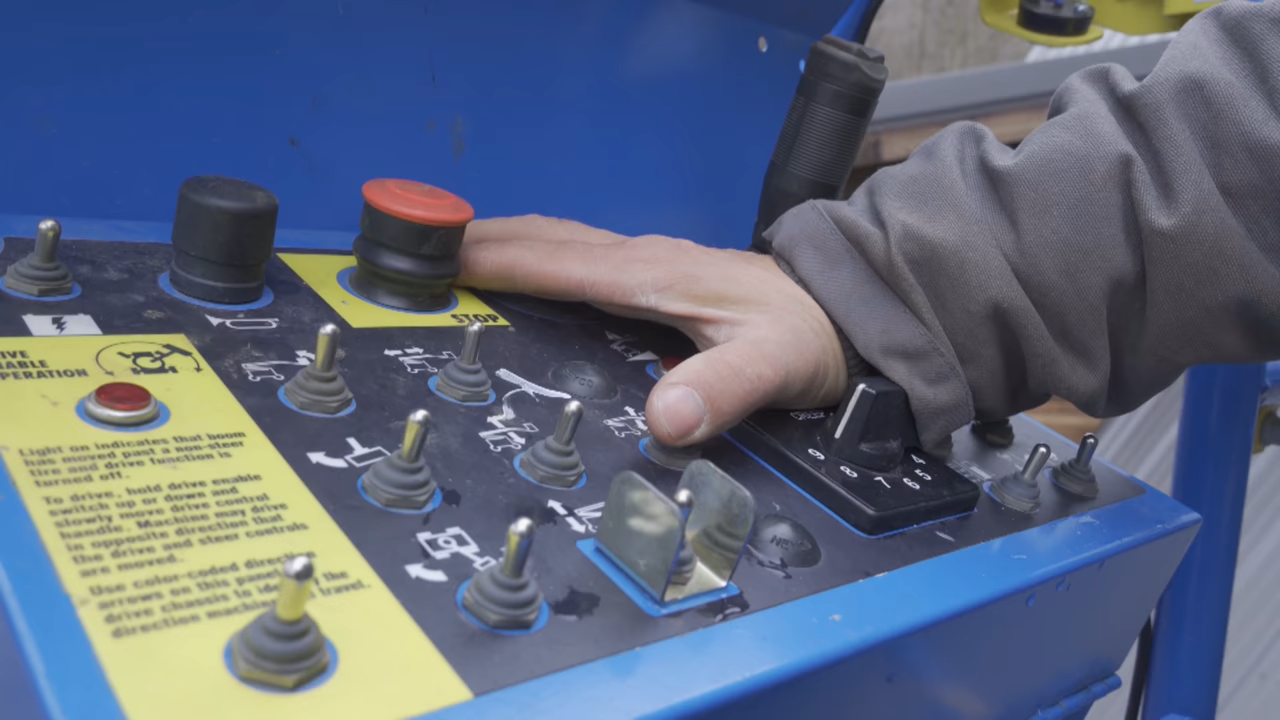 STOP
IVE
NABLE
PERATION
Light on indicates that boom
has moved past a non-steer
tire and drive function is
turned off.
To drive, hold drive enable
switch up or down and
slowly move drive control
handle. Machine may drive
in opposite direction that
the drive and steer controls
are moved.
Use color-coded direction
arrows on this panel the
drive chassis to travel.
direction machine
9
8
7
6
5
4